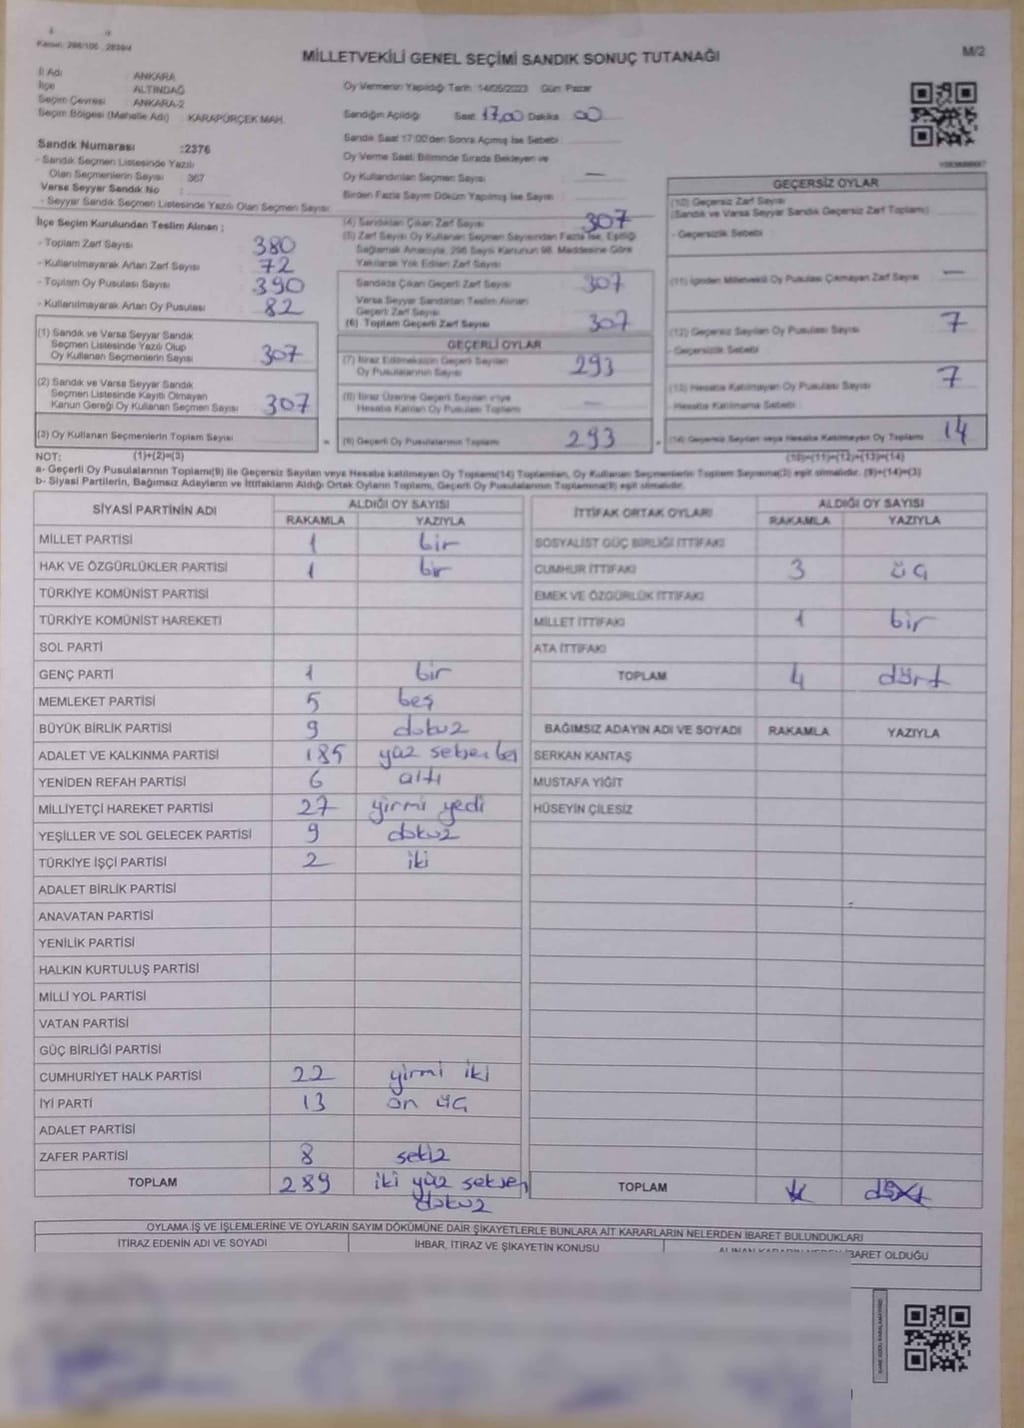 Kanun: 298/105
MİLLETVEKİLİ GENEL SEÇİMİ SANDIK SONUÇ TUTANAĞI
M/2
İl Adı : ANKARA
İlçe : ALTINDAĞ
Seçim Çevresi : ANKARA-2
Seçim Bölgesi (Mahalle Adı) : KARAPÜRÇEK MAH.
Oy Vermenin Yapıldığı Tarih: 14/05/2023 Gün: Pazar
Sandığın Açıldığı Saat 17.00 Dakika 00
Sandık Saat 17:00'den Sonra Açılmış İse Sebebi :
Oy Verme Saati Bitiminde Sırada Bekleyen ve
Oy Kullandırılan Seçmen Sayısı : —
Birden Fazla Sayım Döküm Yapılmış İse Sayısı :
Sandık Numarası :2376
- Sandık Seçmen Listesinde Yazılı
Olan Seçmenlerin Sayısı : 367
Varsa Seyyar Sandık No :
- Seyyar Sandık Seçmen Listesinde Yazılı Olan Seçmen Sayısı:
İlçe Seçim Kurulundan Teslim Alınan ;
- Toplam Zarf Sayısı : 380
- Kullanılmayarak Artan Zarf Sayısı : 72
- Toplam Oy Pusulası Sayısı : 390
- Kullanılmayarak Artan Oy Pusulası : 82
(1) Sandık ve Varsa Seyyar Sandık
Seçmen Listesinde Yazılı Olup
Oy Kullanan Seçmenlerin Sayısı : 307
(2) Sandık ve Varsa Seyyar Sandık
Seçmen Listesinde Kayıtlı Olmayan
Kanun Gereği Oy Kullanan Seçmen Sayısı : 307
(3) Oy Kullanan Seçmenlerin Toplam Sayısı :
(4) Sandıktan Çıkan Zarf Sayısı : 307
(5) Zarf Sayısı Oy Kullanan Seçmen Sayısından Fazla İse, Eşitliği
Sağlamak Amacıyla, 298 Sayılı Kanunun 98. Maddesine Göre
Yakılarak Yok Edilen Zarf Sayısı :
Sandıkta Çıkan Geçerli Zarf Sayısı : 307
Varsa Seyyar Sandıktan Teslim Alınan
Geçerli Zarf Sayısı :
(6) Toplam Geçerli Zarf Sayısı : 307
GEÇERLİ OYLAR
(7) İtiraz Edilmeksizin Geçerli Sayılan
Oy Pusulalarının Sayısı : 293
(8) İtiraz Üzerine Geçerli Sayılan veya
Hesaba Katılan Oy Pusulaları Toplamı : —
(9) Geçerli Oy Pusulalarının Toplamı : 293
GEÇERSİZ OYLAR
(10) Geçersiz Zarf Sayısı
(Sandık ve Varsa Seyyar Sandık Geçersiz Zarf Toplamı) :
- Geçersizlik Sebebi :
(11) İçinden Milletvekili Oy Pusulası Çıkmayan Zarf Sayısı : —
(12) Geçersiz Sayılan Oy Pusulası Sayısı : 7
- Geçersizlik Sebebi :
(13) Hesaba Katılmayan Oy Pusulası Sayısı : 7
- Hesaba Katılmama Sebebi :
(14) Geçersiz Sayılan veya Hesaba Katılmayan Oy Toplamı : 14
NOT: (1)+(2)=(3) (10)+(11)+(12)+(13)=(14)
a- Geçerli Oy Pusulalarının Toplamı(9) ile Geçersiz Sayılan veya Hesaba katılmayan Oy Toplamı(14) Toplamları, Oy Kullanan Seçmenlerin Toplam Sayısına(3) eşit olmalıdır. (9)+(14)=(3)
b- Siyasi Partilerin, Bağımsız Adayların ve İttifakların Aldığı Ortak Oyların Toplamı, Geçerli Oy Pusulalarının Toplamına(9) eşit olmalıdır.
SİYASİ PARTİNİN ADI ALDIĞI OY SAYISI
RAKAMLA YAZIYLA
MİLLET PARTİSİ 1 bir
HAK VE ÖZGÜRLÜKLER PARTİSİ 1 bir
TÜRKİYE KOMÜNİST PARTİSİ
TÜRKİYE KOMÜNİST HAREKETİ
SOL PARTİ
GENÇ PARTİ 1 bir
MEMLEKET PARTİSİ 5 beş
BÜYÜK BİRLİK PARTİSİ 9 dokuz
ADALET VE KALKINMA PARTİSİ 185 yüz seksen beş
YENİDEN REFAH PARTİSİ 6 altı
MİLLİYETÇİ HAREKET PARTİSİ 27 yirmi yedi
YEŞİLLER VE SOL GELECEK PARTİSİ 9 dokuz
TÜRKİYE İŞÇİ PARTİSİ 2 iki
ADALET BİRLİK PARTİSİ
ANAVATAN PARTİSİ
YENİLİK PARTİSİ
HALKIN KURTULUŞ PARTİSİ
MİLLİ YOL PARTİSİ
VATAN PARTİSİ
GÜÇ BİRLİĞİ PARTİSİ
CUMHURİYET HALK PARTİSİ 22 yirmi iki
İYİ PARTİ 13 on üç
ADALET PARTİSİ
ZAFER PARTİSİ 8 sekiz
TOPLAM 289 iki yüz seksen
dokuz
İTTİFAK ORTAK OYLARI ALDIĞI OY SAYISI
RAKAMLA YAZIYLA
SOSYALİST GÜÇ BİRLİĞİ İTTİFAKI
CUMHUR İTTİFAKI 3 üç
EMEK VE ÖZGÜRLÜK İTTİFAKI
MİLLET İTTİFAKI 1 bir
ATA İTTİFAKI
TOPLAM 4 dört
BAĞIMSIZ ADAYIN ADI VE SOYADI RAKAMLA YAZIYLA
SERKAN KANTAŞ
MUSTAFA YİĞİT
HÜSEYİN ÇİLESİZ
TOPLAM
OYLAMA İŞ VE İŞLEMLERİNE VE OYLARIN SAYIM DÖKÜMÜNE DAİR ŞİKAYETLERLE BUNLARA AİT KARARLARIN NELERDEN İBARET BULUNDUKLARI
İTİRAZ EDENİN ADI VE SOYADI İHBAR, İTİRAZ VE ŞİKAYETİN KONUSU İBARET OLDUĞU